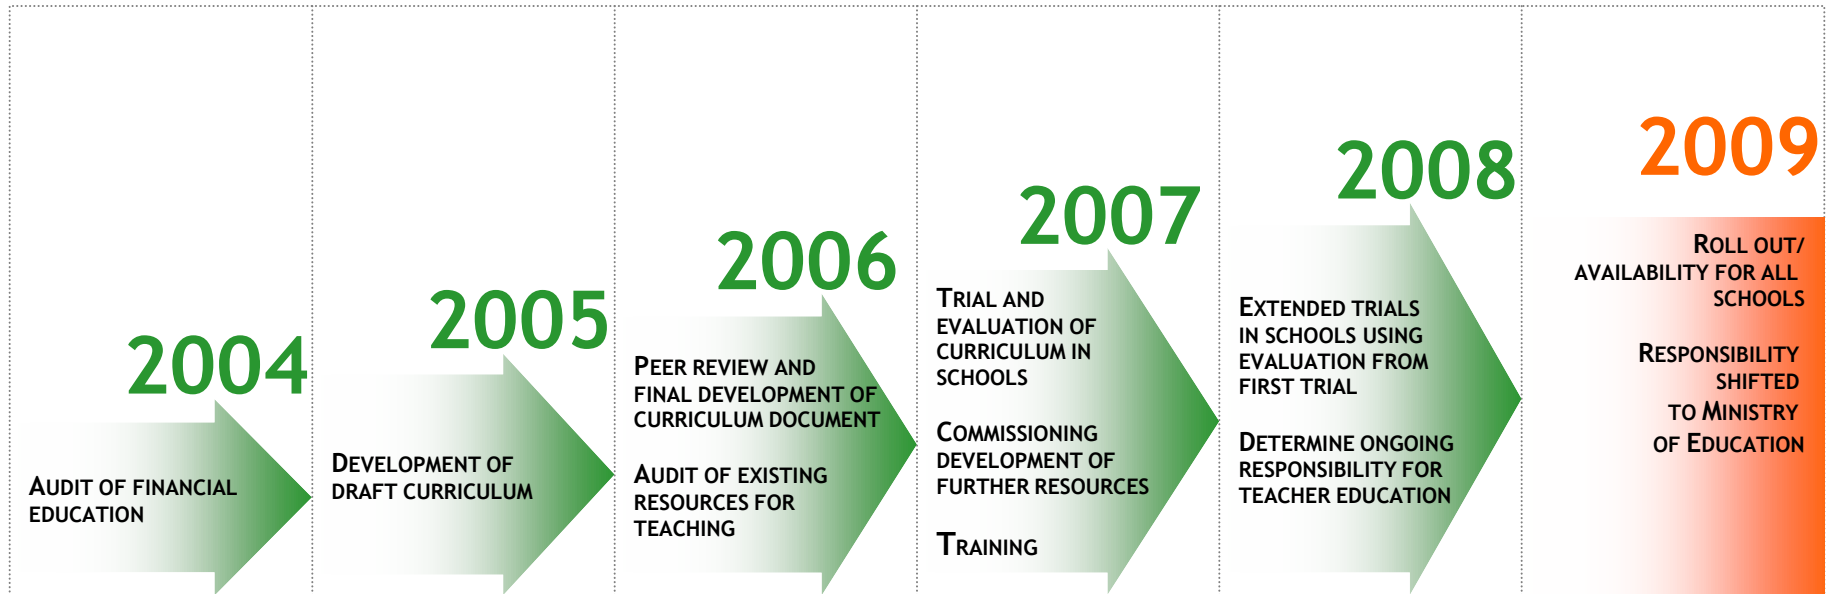 2004
AUDIT OF FINANCIAL
EDUCATION
2005
DEVELOPMENT OF
DRAFT CURRICULUM
2006
PEER REVIEW AND
FINAL DEVELOPMENT OF
CURRICULUM DOCUMENT
AUDIT OF EXISTING
RESOURCES FOR
TEACHING
2007
TRIAL AND
EVALUATION OF
CURRICULUM IN
SCHOOLS
COMMISSIONING
DEVELOPMENT OF
FURTHER RESOURCES
TRAINING
2008
EXTENDED TRIALS
IN SCHOOLS USING
EVALUATION FROM
FIRST TRIAL
DETERMINE ONGOING
RESPONSIBILITY FOR
TEACHER EDUCATION
2009
ROLL OUT/
AVAILABILITY FOR ALL
SCHOOLS
RESPONSIBILITY
SHIFTED
TO MINISTRY
OF EDUCATION